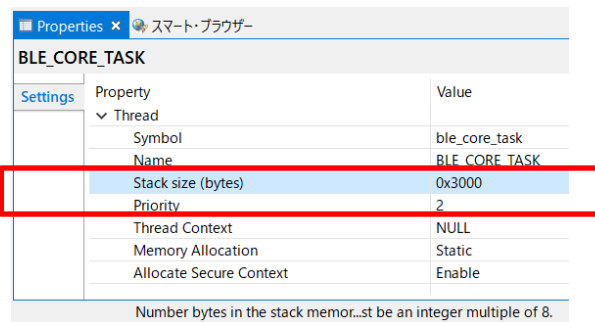 Properties × スマート・ブラウザー
BLE_CORE_TASK
Settings
Property Value
Thread
Symbol ble_core_task
Name BLE_CORE_TASK
Stack size (bytes) 0x3000
Priority 2
Thread Context NULL
Memory Allocation Static
Allocate Secure Context Enable
Number bytes in the stack memor...st be an integer multiple of 8.